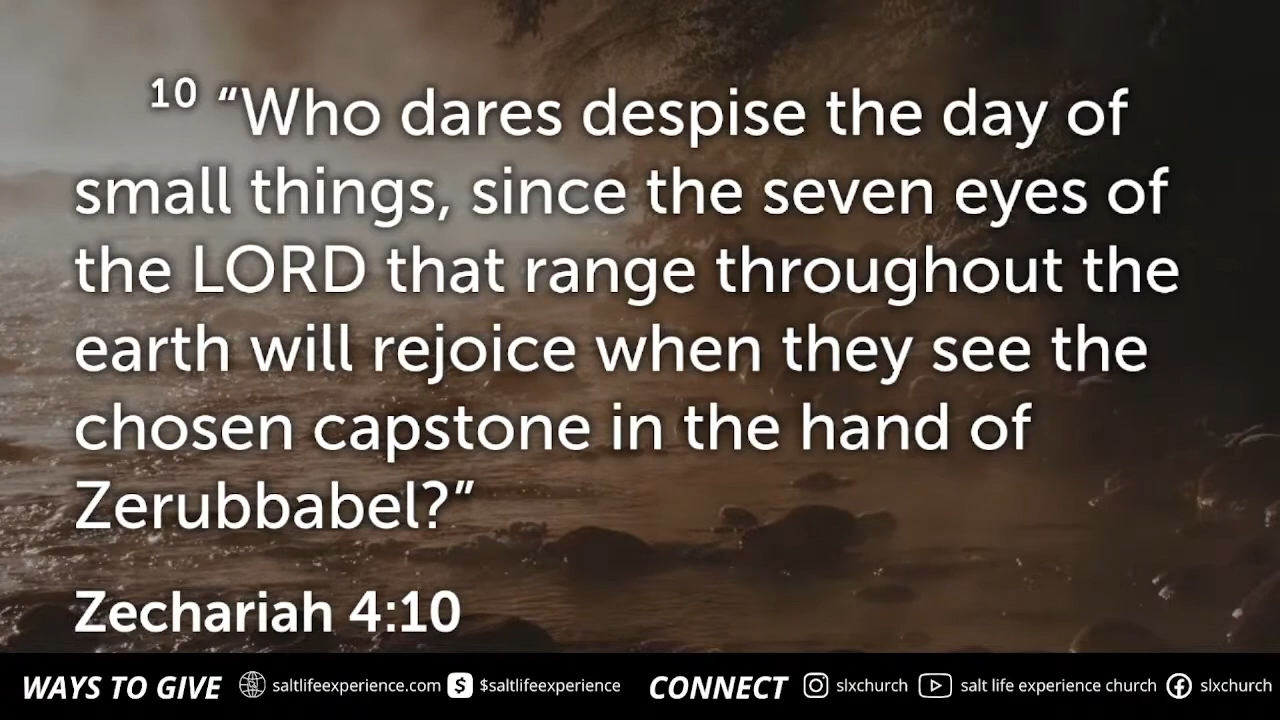 10 “Who dares despise the day of
small things, since the seven eyes of
the LORD that range throughout the
earth will rejoice when they see the
chosen capstone in the hand of
Zerubbabel?”
Zechariah 4:10
WAYS TO GIVE saltlifeexperience.com $saltlifeexperience CONNECT slxchurch salt life experience church slxchurch